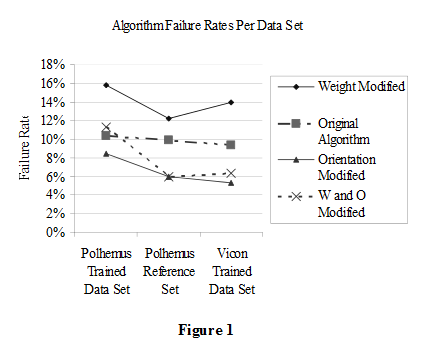 Algorithm Failure Rates Per Data Set
18%
16%
14%
12%
10%
8%
6%
4%
2%
0%
Failure Rate
Polhemus
Trained
Data Set
Polhemus
Reference
Set
Vicon
Trained
Data Set
Weight Modified
Original
Algorithm
Orientation
Modified
W and O
Modified
Figure 1